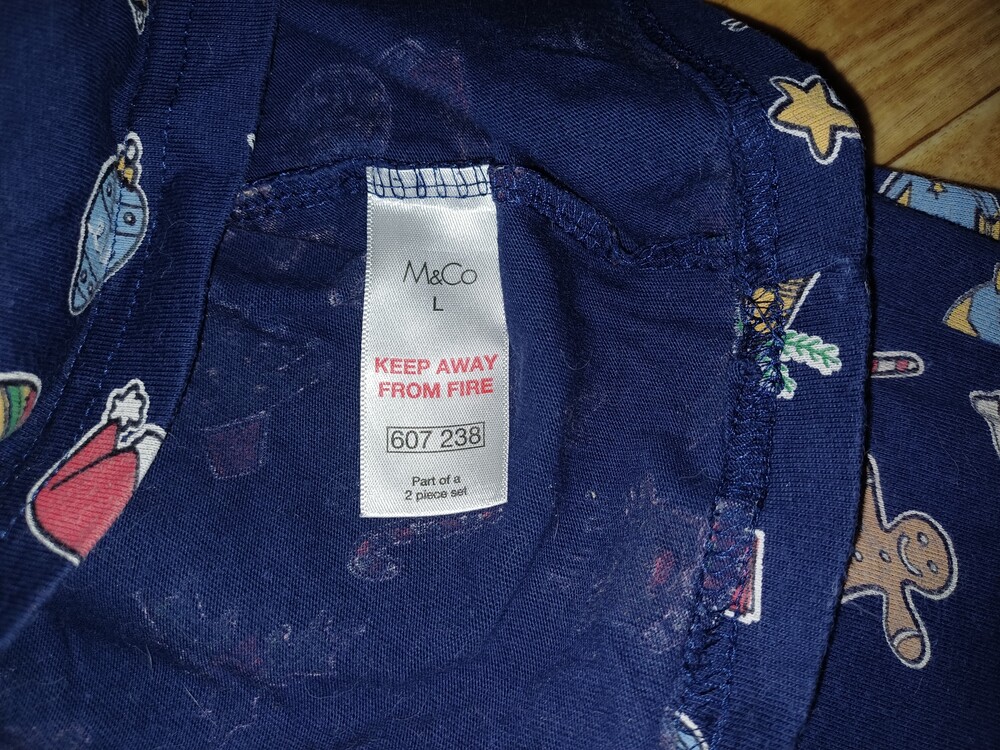 M&Co
L
KEEP AWAY
FROM FIRE
607 238
Part of a
2 piece set